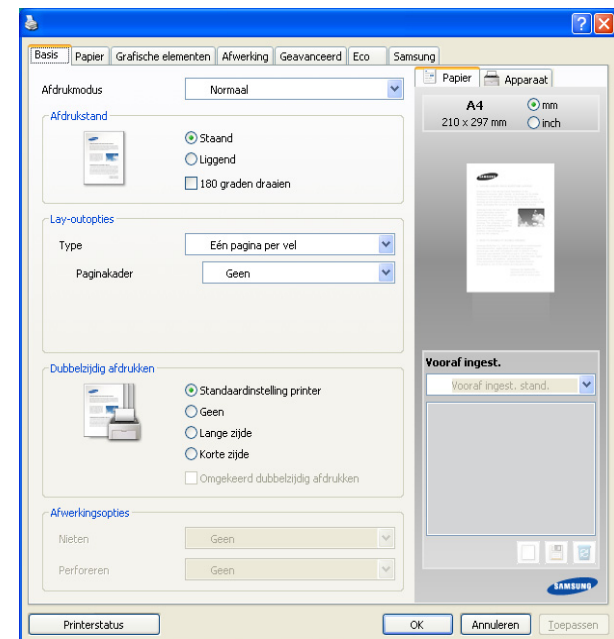 Basis Papier Grafische elementen Afwerking Geavanceerd Eco Samsung
Afdrukmodus Normaal
Afdrukstand
Staand
Liggend
180 graden draaien
Lay-outopties
Type Eén pagina per vel
Paginakader Geen
Dubbelzijdig afdrukken
Standaardinstelling printer
Geen
Lange zijde
Korte zijde
Omgekeerd dubbelzijdig afdrukken
Afwerkingsopties
Nieten Geen
Perforeren Geen
Papier Apparaat
A4 mm
210 x 297 mm inch
SAMSUNG
Vooraf ingest.
Vooraf ingest. stand.
SAMSUNG
Printerstatus OK Annuleren Toepassen